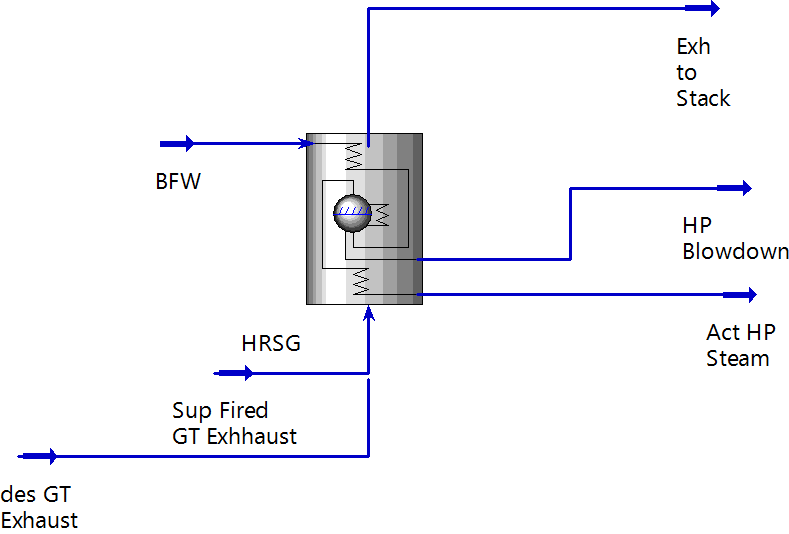 Exh
to
Stack
BFW
HP
Blowdown
Act HP
Steam
HRSG
Sup Fired
GT Exhhaust
des GT
Exhaust